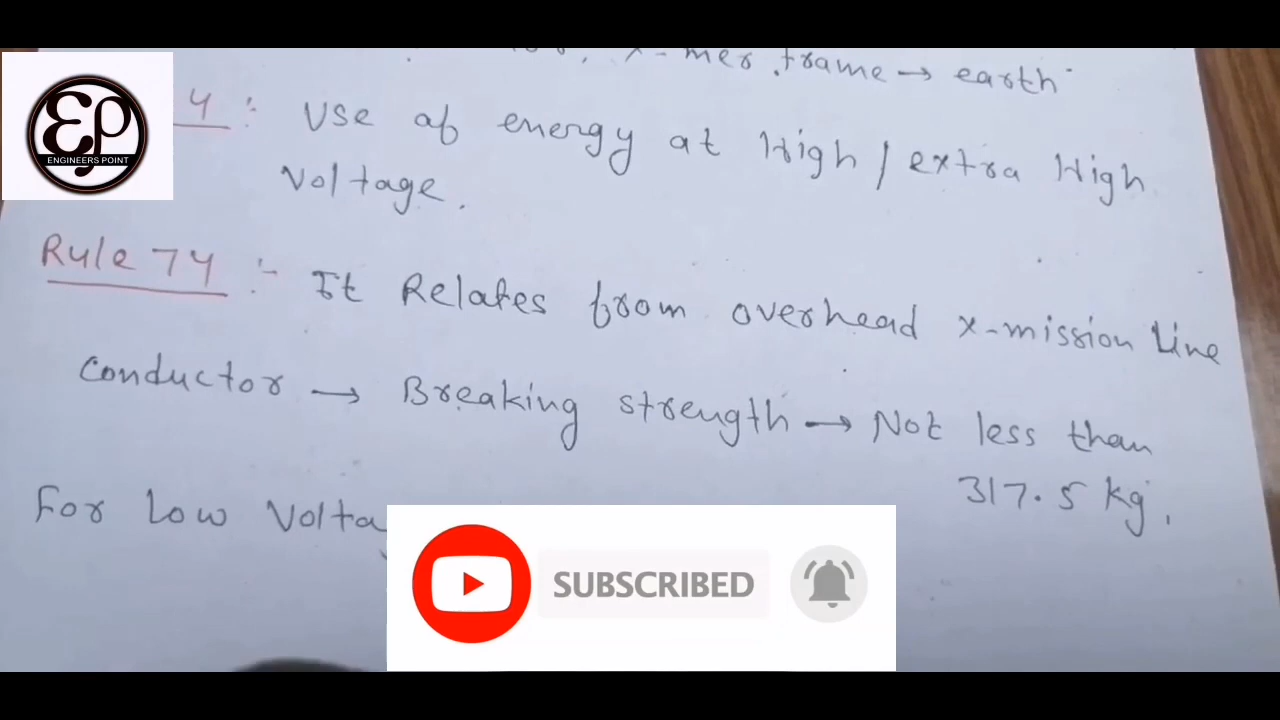 x-mer frame → earth
4 :- Use of energy at High / extra High
Voltage.
Rule 74 :- It Relates from overhead x-mission Line
Conductor → Breaking strength → Not less than
317.5 kg.
For Low Volta
EP
ENGINEERS POINT
SUBSCRIBED